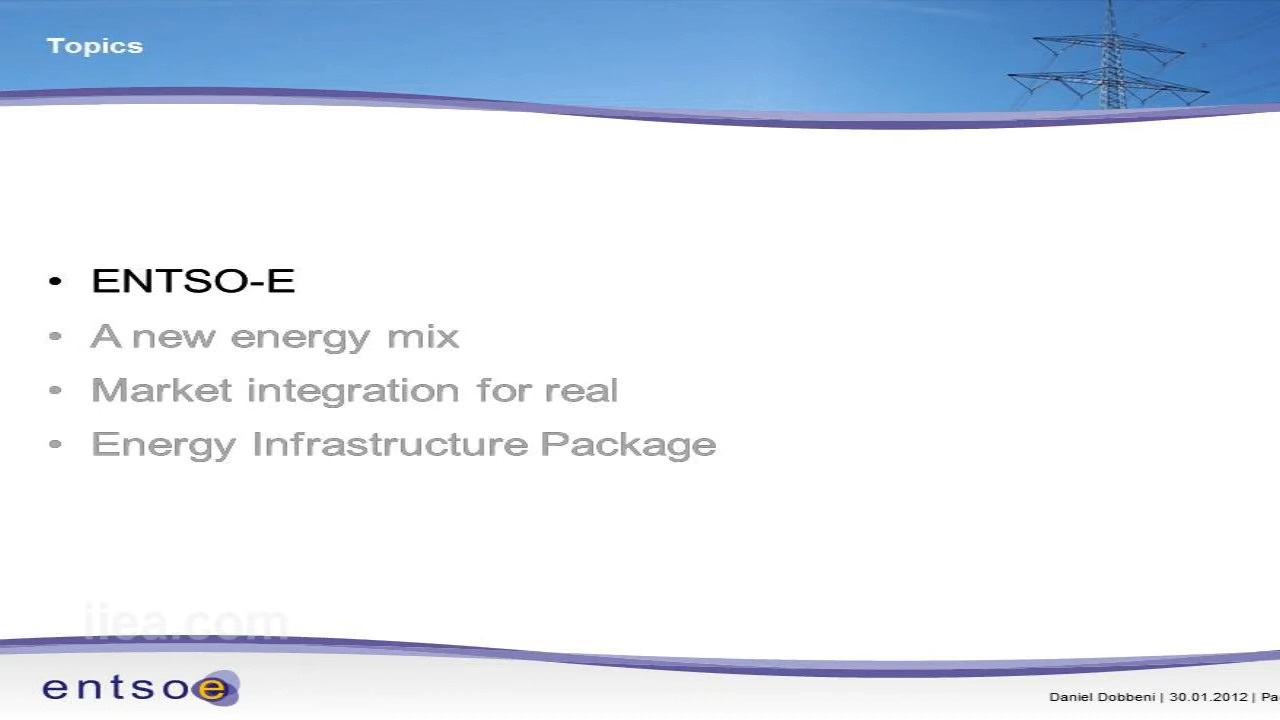 Topics
• ENTSO-E
• A new energy mix
• Market integration for real
• Energy Infrastructure Package
iiea.com
entsoe
Daniel Dobbeni | 30.01.2012 | Pa